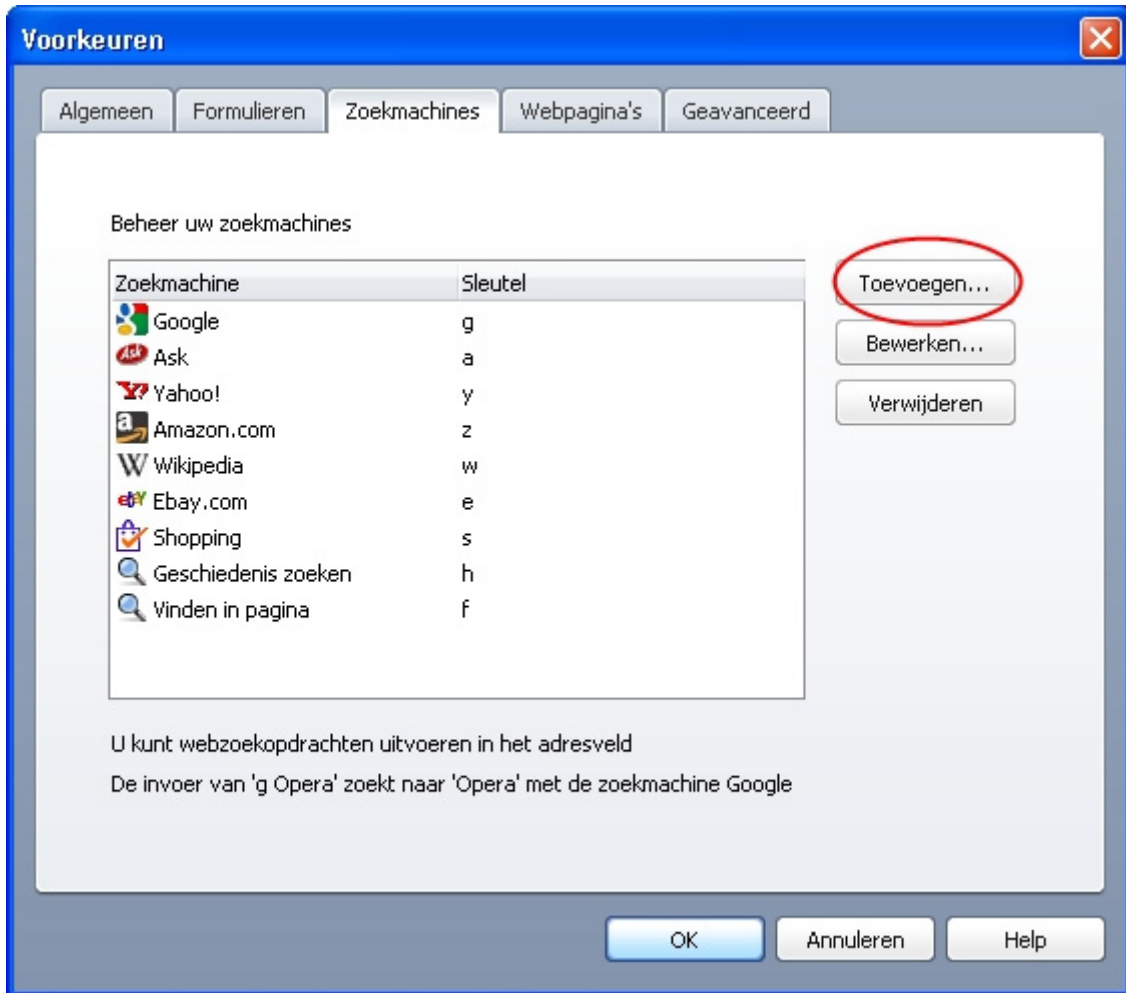 Voorkeuren
Algemeen Formulieren Zoekmachines Webpagina's Geavanceerd
Beheer uw zoekmachines
Zoekmachine Sleutel
Google g
Ask a
Yahoo! y
Amazon.com z
Wikipedia w
Ebay.com e
Shopping s
Geschiedenis zoeken h
Vinden in pagina f
Toevoegen...
Bewerken...
Verwijderen
U kunt webzoekopdrachten uitvoeren in het adresveld
De invoer van 'g Opera' zoekt naar 'Opera' met de zoekmachine Google
OK Annuleren Help